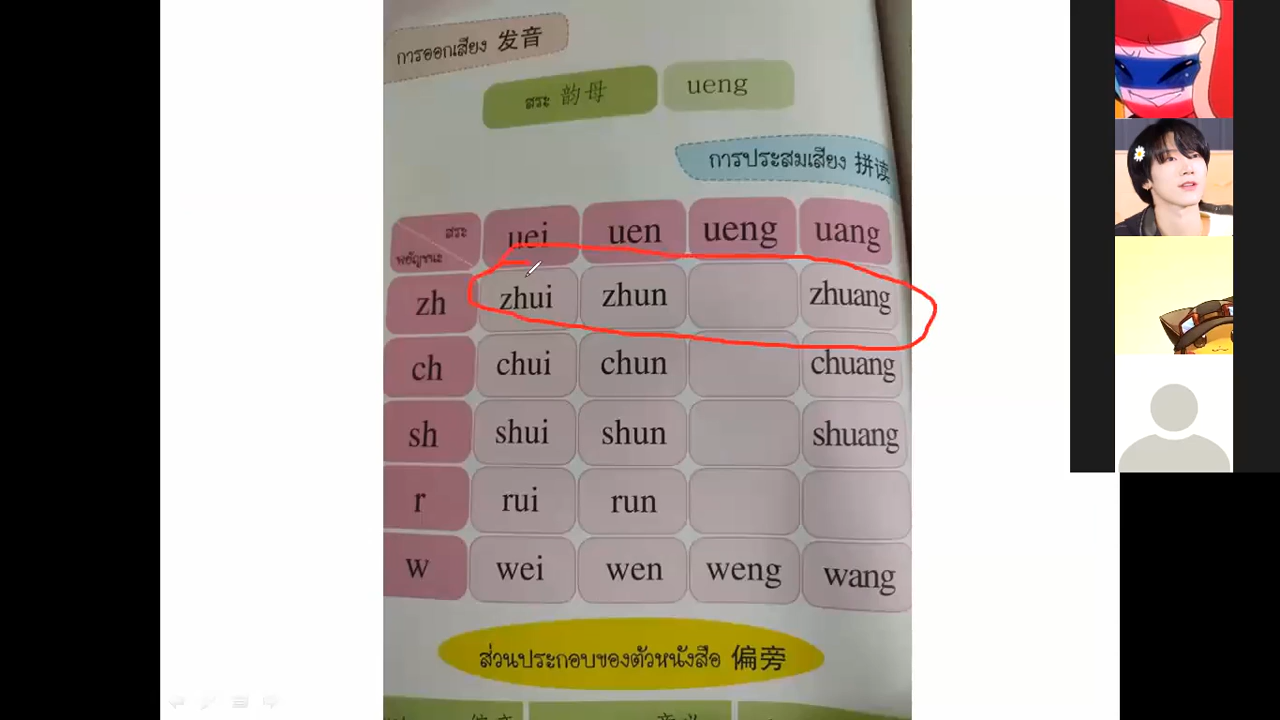 การออกเสียง 发音
สระ 韵母 ueng
การประสมเสียง 拼读
สระ
พยัญชนะ
uei uen ueng uang
zh zhui zhun zhuang
ch chui chun chuang
sh shui shun shuang
r rui run
w wei wen weng wang
ส่วนประกอบของตัวหนังสือ 偏旁